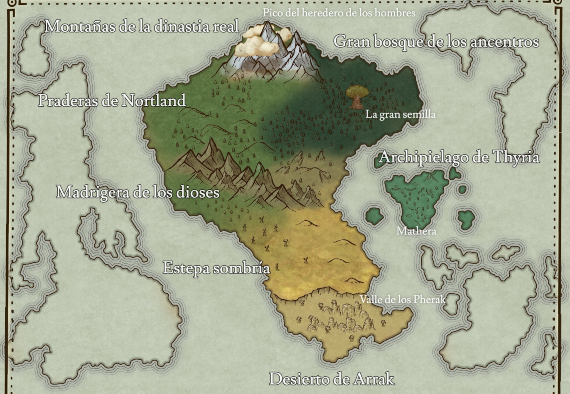 Pico del heredero de los hombres
Montañas de la dinastia real
Gran bosque de los ancentros
Praderas de Nortland
La gran semilla
Archipielago de Thyria
Madrigera de los dioses
Mathera
Estepa sombría
Valle de los Pherak
Desierto de Arrak